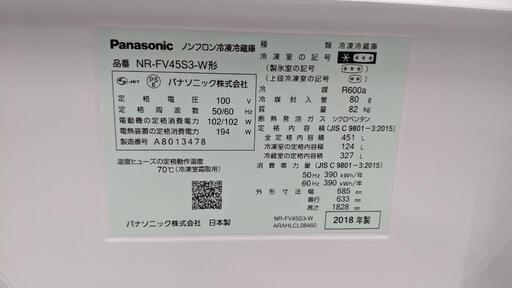 Panasonic ノンフロン冷凍冷蔵庫
品番 NR-FV45S3-W形
JET PSE パナソニック株式会社
定格電圧 100 V
定格周波数 50/60 Hz
電動機の定格消費電力 102/102 W
電熱装置の定格消費電力 194 W
製造番号 A8013478
温度ヒューズの定格動作温度
70℃(冷凍室霜取用)
パナソニック株式会社 日本製
種類 冷凍冷蔵庫
冷凍室の記号
(製氷室の記号)
(上段冷凍室の記号)
冷媒 R600a
冷媒封入量 80 g
質量 82 kg
断熱発泡ガス シクロペンタン
定格内容積 (JIS C 9801-3:2015)
全定格内容積 451 L
冷凍室の定格内容積 124 L
冷蔵室の定格内容積 327 L
消費電力量 (JIS C 9801-3:2015)
50 Hz 390 kWh/年
60 Hz 390 kWh/年
外形寸法 幅 685 mm
奥行 633 mm
高さ 1828 mm
NR-FV45S3-W
ARAHLCL08460
2018年製